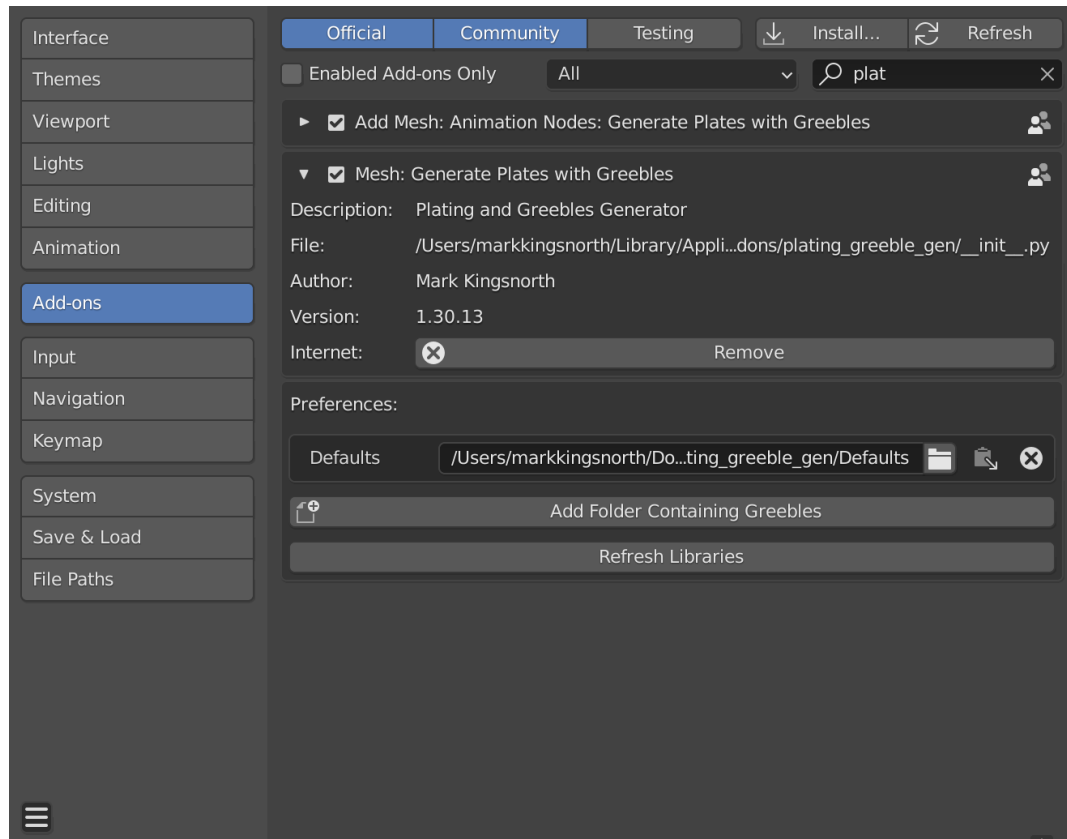 Interface
Themes
Viewport
Lights
Editing
Animation
Add-ons
Input
Navigation
Keymap
System
Save & Load
File Paths
Official Community Testing Install... Refresh
Enabled Add-ons Only All plat
Add Mesh: Animation Nodes: Generate Plates with Greebles
Mesh: Generate Plates with Greebles
Description: Plating and Greebles Generator
File: /Users/markkingsnorth/Library/Appli...dons/plating_greeble_gen/__init__.py
Author: Mark Kingsnorth
Version: 1.30.13
Internet: Remove
Preferences:
Defaults /Users/markkingsnorth/Do...ting_greeble_gen/Defaults
Add Folder Containing Greebles
Refresh Libraries